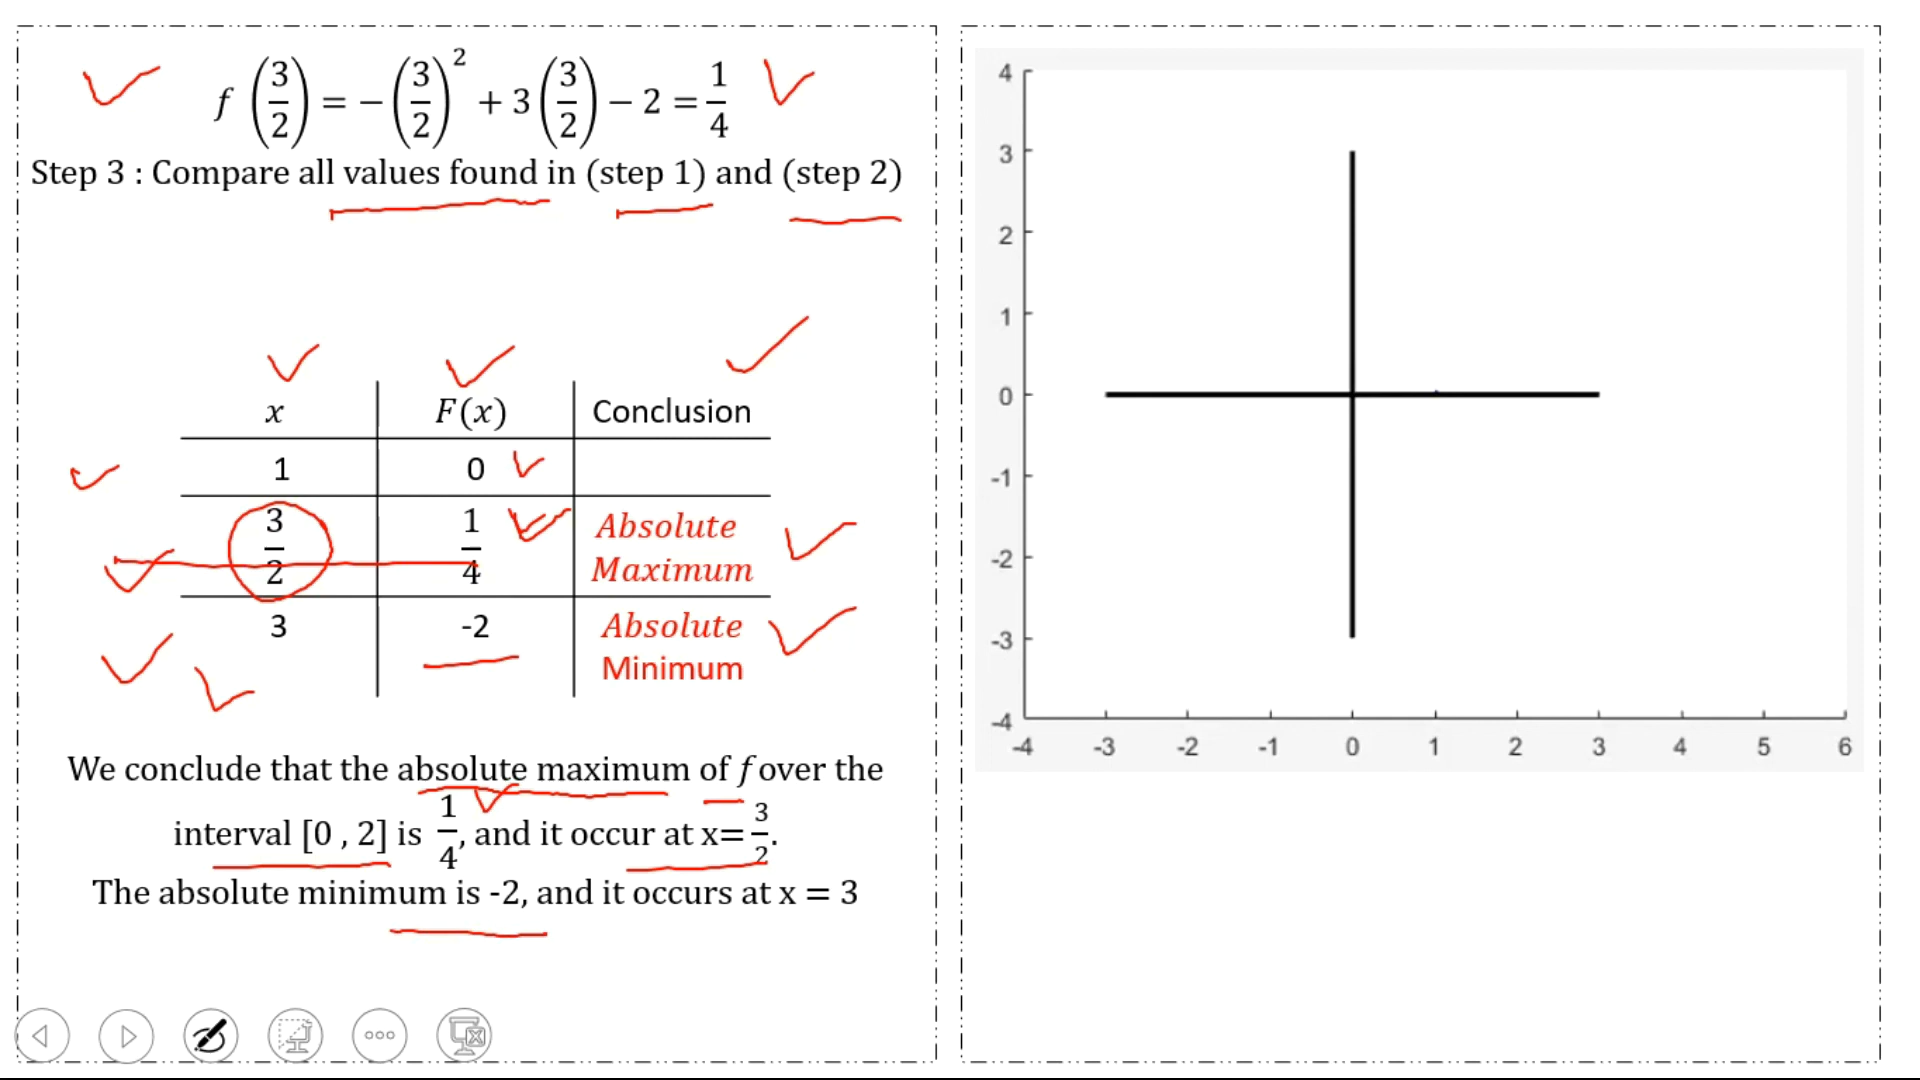 f (3/2) = −(3/2)² + 3(3/2) − 2 = 1/4
Step 3 : Compare all values found in (step 1) and (step 2)
x F(x) Conclusion
1 0
3/2 1/4 Absolute
Maximum
3 -2 Absolute
Minimum
We conclude that the absolute maximum of f over the
interval [0 , 2] is 1/4, and it occur at x= 3/2.
The absolute minimum is -2, and it occurs at x = 3
4
3
2
1
0
-1
-2
-3
-4
-4 -3 -2 -1 0 1 2 3 4 5 6